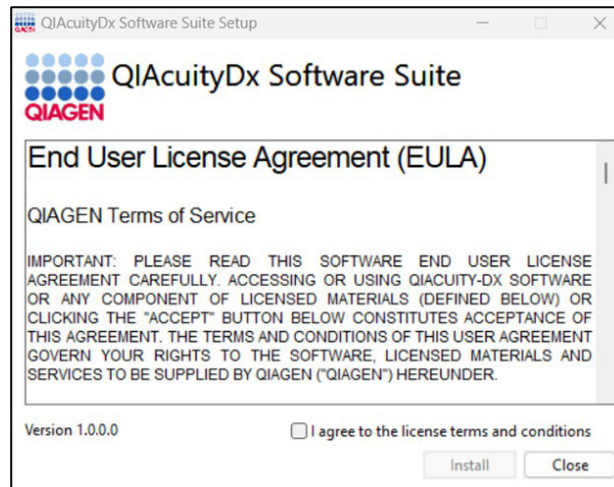 QIAcuityDx Software Suite Setup
QIAcuityDx Software Suite
QIAGEN
End User License Agreement (EULA)
QIAGEN Terms of Service
IMPORTANT: PLEASE READ THIS SOFTWARE END USER LICENSE
AGREEMENT CAREFULLY. ACCESSING OR USING QIACUITY-DX SOFTWARE
OR ANY COMPONENT OF LICENSED MATERIALS (DEFINED BELOW) OR
CLICKING THE "ACCEPT" BUTTON BELOW CONSTITUTES ACCEPTANCE OF
THIS AGREEMENT. THE TERMS AND CONDITIONS OF THIS USER AGREEMENT
GOVERN YOUR RIGHTS TO THE SOFTWARE, LICENSED MATERIALS AND
SERVICES TO BE SUPPLIED BY QIAGEN ("QIAGEN") HEREUNDER.
Version 1.0.0.0
I agree to the license terms and conditions
Install
Close